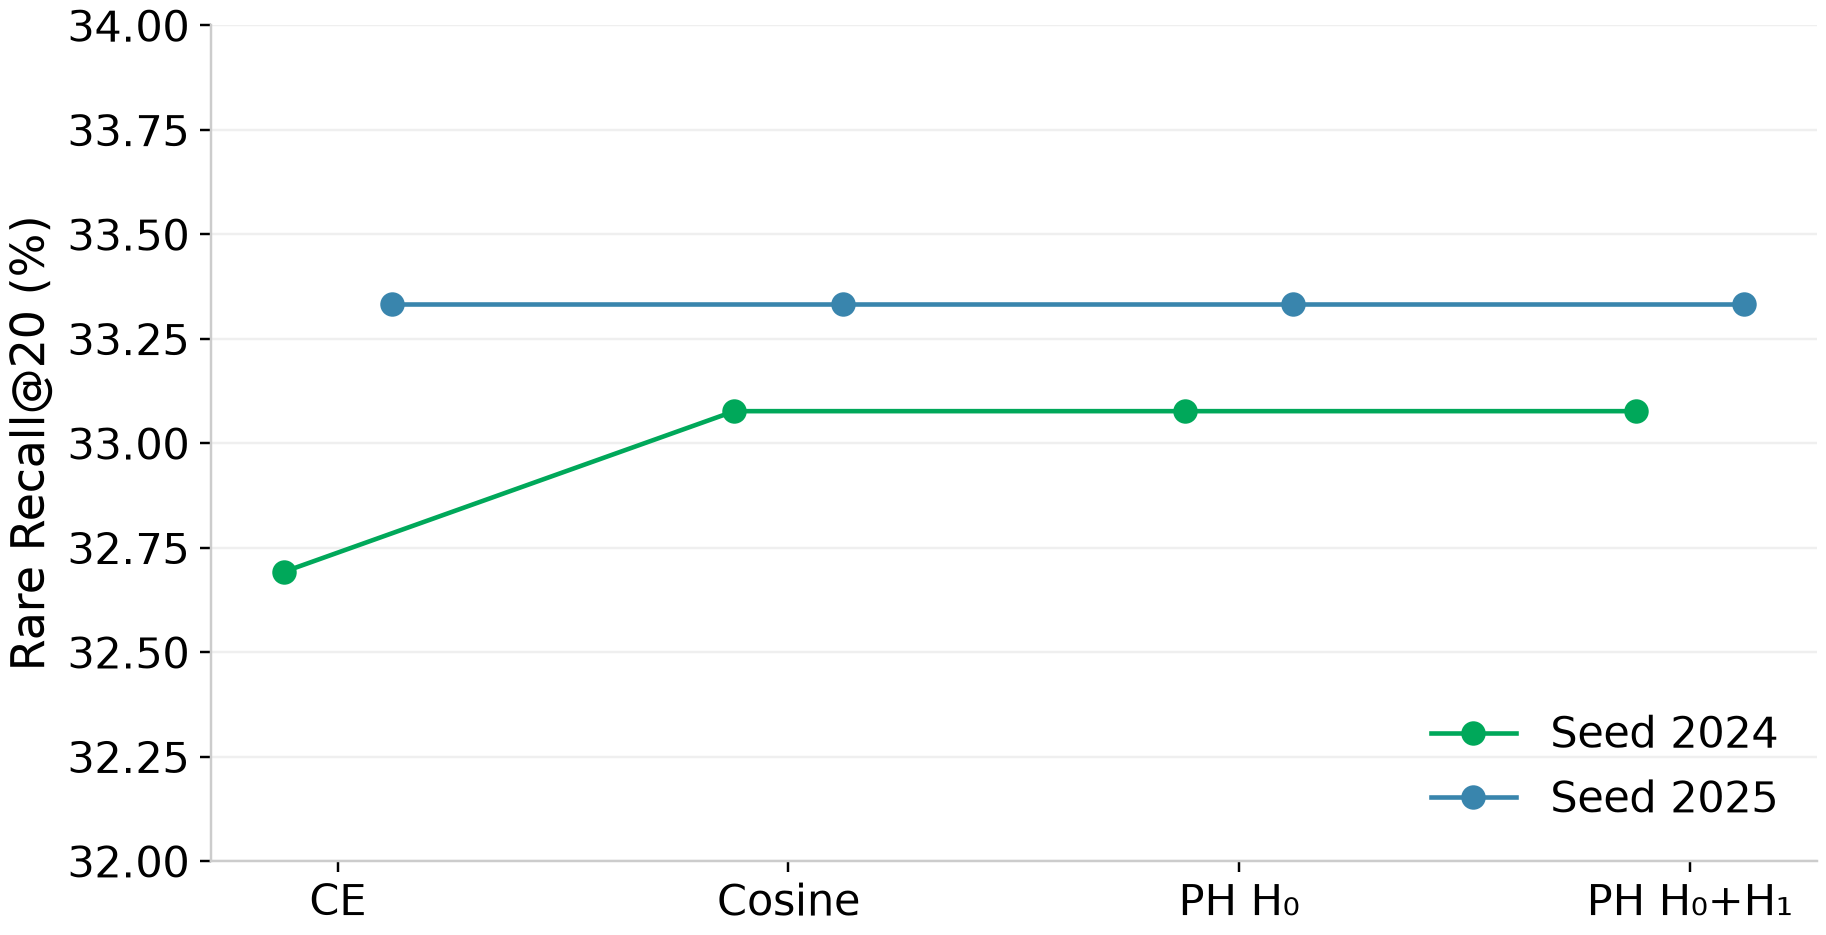 Rare Recall@20 (%)
34.00
33.75
33.50
33.25
33.00
32.75
32.50
32.25
32.00
Seed 2024
Seed 2025
CE
Cosine
PH H₀
PH H₀+H₁